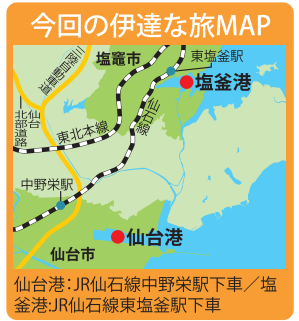 今回の伊達な旅MAP
塩竈市
東塩釜駅
三陸自動車道
塩釜港
仙石線
仙台
北部道路
東北本線
中野栄駅
仙台港
仙台市
仙台港:JR仙石線中野栄駅下車／塩
釜港:JR仙石線東塩釜駅下車